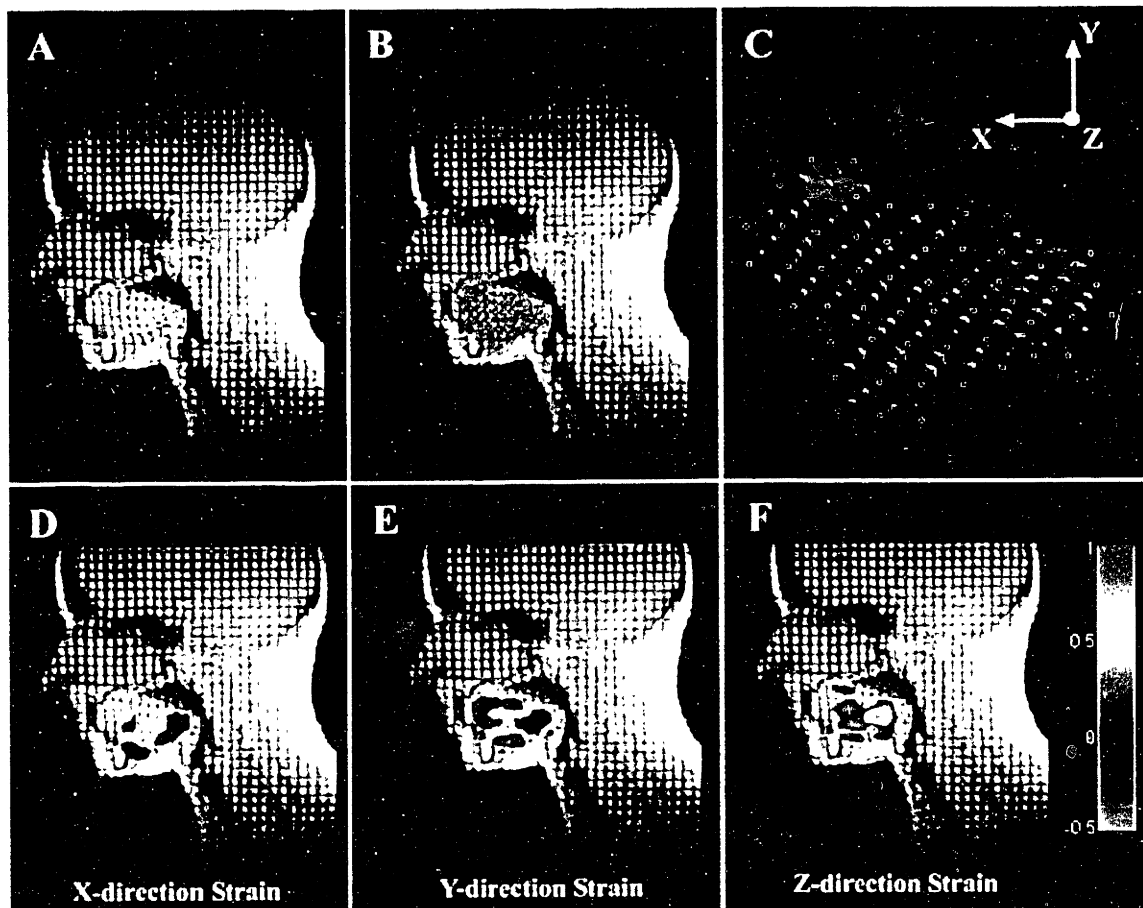 A
B
C
Y
X
Z
D
E
F
1
0 5
0
-0 5
X-direction Strain
Y-direction Strain
Z-direction Strain